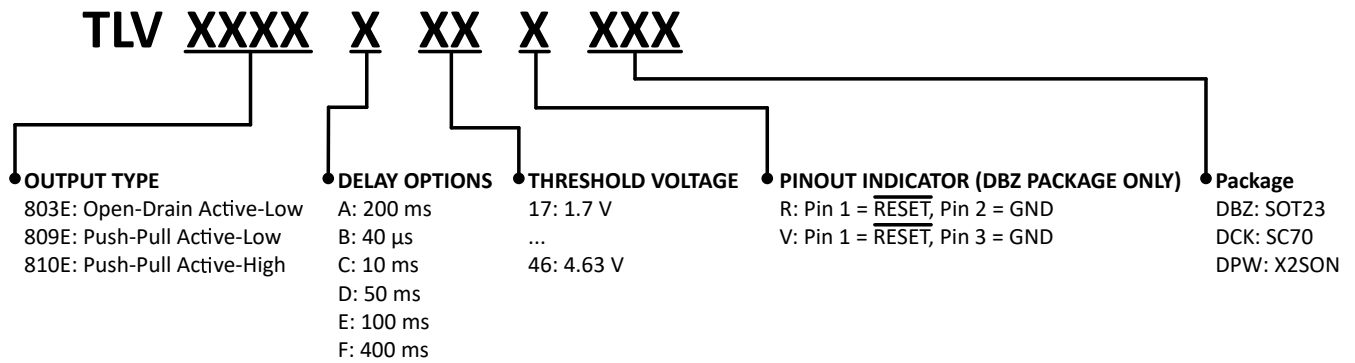 TLV XXXX X XX X XXX
OUTPUT TYPE
803E: Open-Drain Active-Low
809E: Push-Pull Active-Low
810E: Push-Pull Active-High
DELAY OPTIONS
A: 200 ms
B: 40 µs
C: 10 ms
D: 50 ms
E: 100 ms
F: 400 ms
THRESHOLD VOLTAGE
17: 1.7 V
...
46: 4.63 V
PINOUT INDICATOR (DBZ PACKAGE ONLY)
R: Pin 1 = RESET, Pin 2 = GND
V: Pin 1 = RESET, Pin 3 = GND
Package
DBZ: SOT23
DCK: SC70
DPW: X2SON